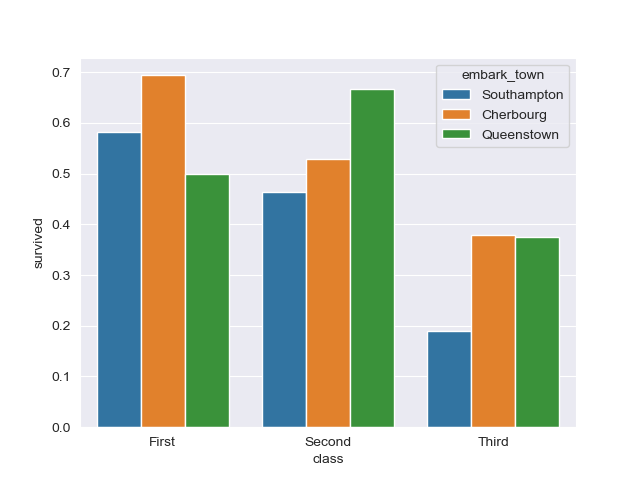 embark_town
Southampton
Cherbourg
Queenstown
0.7
0.6
0.5
0.4
0.3
0.2
0.1
0.0
survived
First Second Third
class